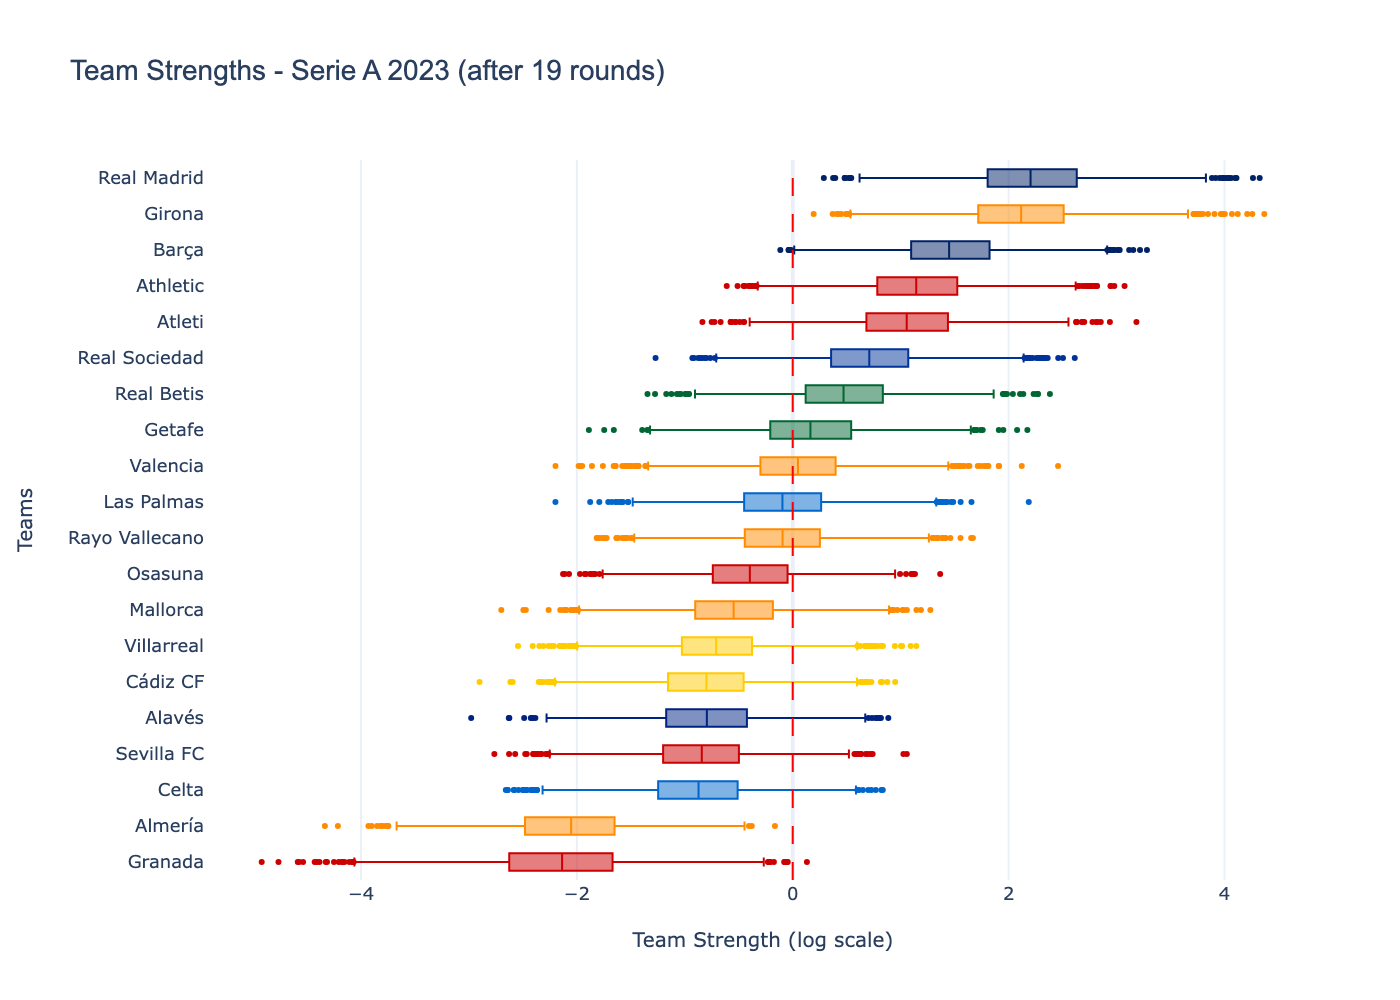 Team Strengths - Serie A 2023 (after 19 rounds)
Teams
Real Madrid
Girona
Barça
Athletic
Atleti
Real Sociedad
Real Betis
Getafe
Valencia
Las Palmas
Rayo Vallecano
Osasuna
Mallorca
Villarreal
Cádiz CF
Alavés
Sevilla FC
Celta
Almería
Granada
−4 −2 0 2 4
Team Strength (log scale)